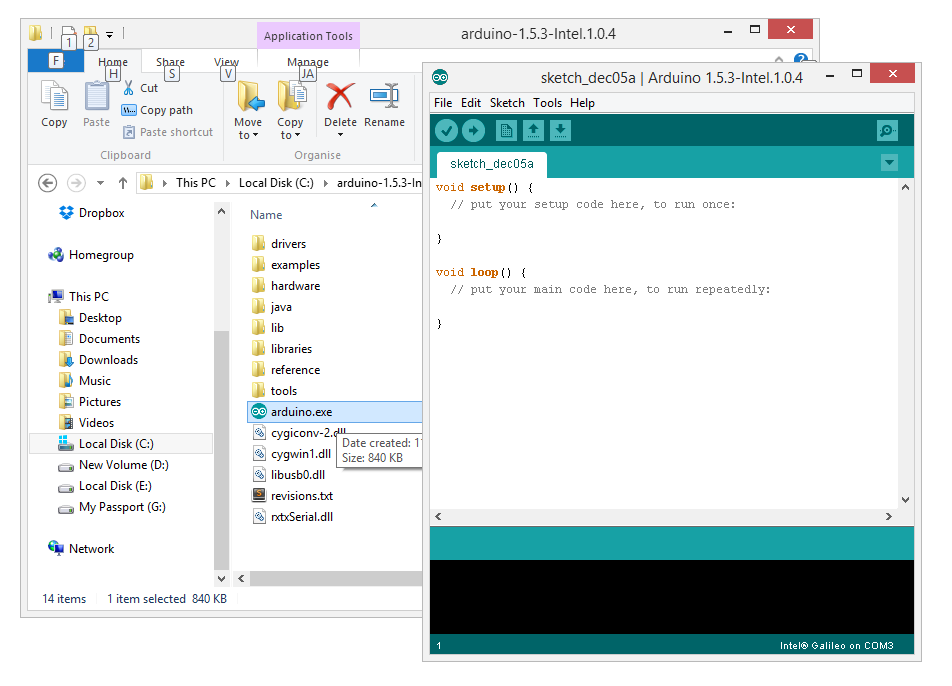 1
2
Application Tools
arduino-1.5.3-Intel.1.0.4
F
Home
Share
View
Manage
H
S
V
JA
Copy
Paste
Cut
Copy path
Paste shortcut
Move to
Copy to
Delete
Rename
Clipboard
Organise
This PC
Local Disk (C:)
arduino-1.5.3-In
Name
Dropbox
Homegroup
This PC
Desktop
Documents
Downloads
Music
Pictures
Videos
Local Disk (C:)
New Volume (D:)
Local Disk (E:)
My Passport (G:)
Network
drivers
examples
hardware
java
lib
libraries
reference
tools
arduino.exe
cygiconv-2.dll
cygwin1.dll
libusb0.dll
revisions.txt
rxtxSerial.dll
Date created: 1
Size: 840 KB
14 items
1 item selected 840 KB
sketch_dec05a | Arduino 1.5.3-Intel.1.0.4
File Edit Sketch Tools Help
sketch_dec05a
void setup() {
// put your setup code here, to run once:
}
void loop() {
// put your main code here, to run repeatedly:
}
1
Intel® Galileo on COM3